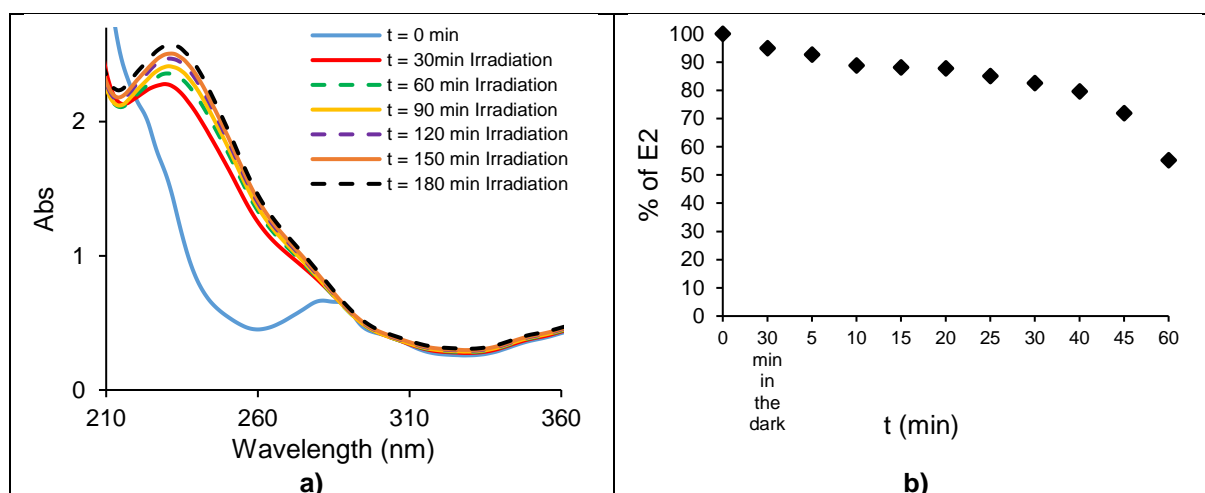 t = 0 min
t = 30min Irradiation
t = 60 min Irradiation
t = 90 min Irradiation
t = 120 min Irradiation
t = 150 min Irradiation
t = 180 min Irradiation
2
1
0
Abs
210 260 310 360
Wavelength (nm)
a)
100
90
80
70
60
50
40
30
20
10
0
% of E2
0 30 5 10 15 20 25 30 40 45 60
min
in
the
dark
t (min)
b)